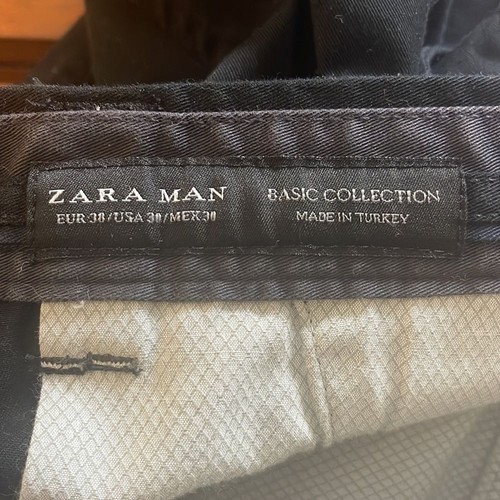 ZARA MAN
EUR 38/USA 30/MEX 30
BASIC COLLECTION
MADE IN TURKEY